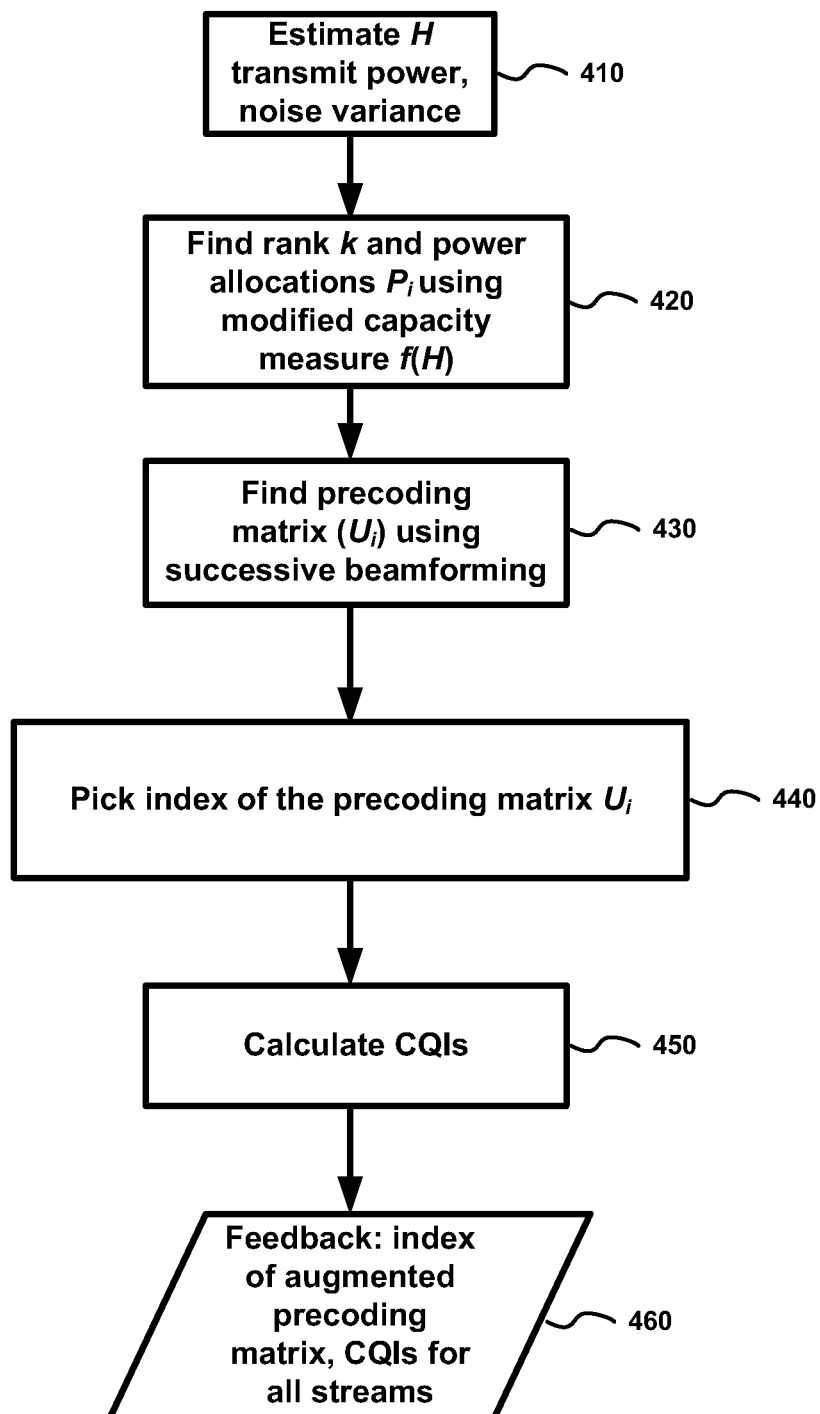 Estimate H
transmit power,
noise variance
410
Find rank k and power
allocations Pi using
modified capacity
measure f(H)
420
Find precoding
matrix (Ui) using
successive beamforming
430
Pick index of the precoding matrix Ui
440
Calculate CQIs
450
Feedback: index
of augmented
precoding
matrix, CQIs for
all streams
460